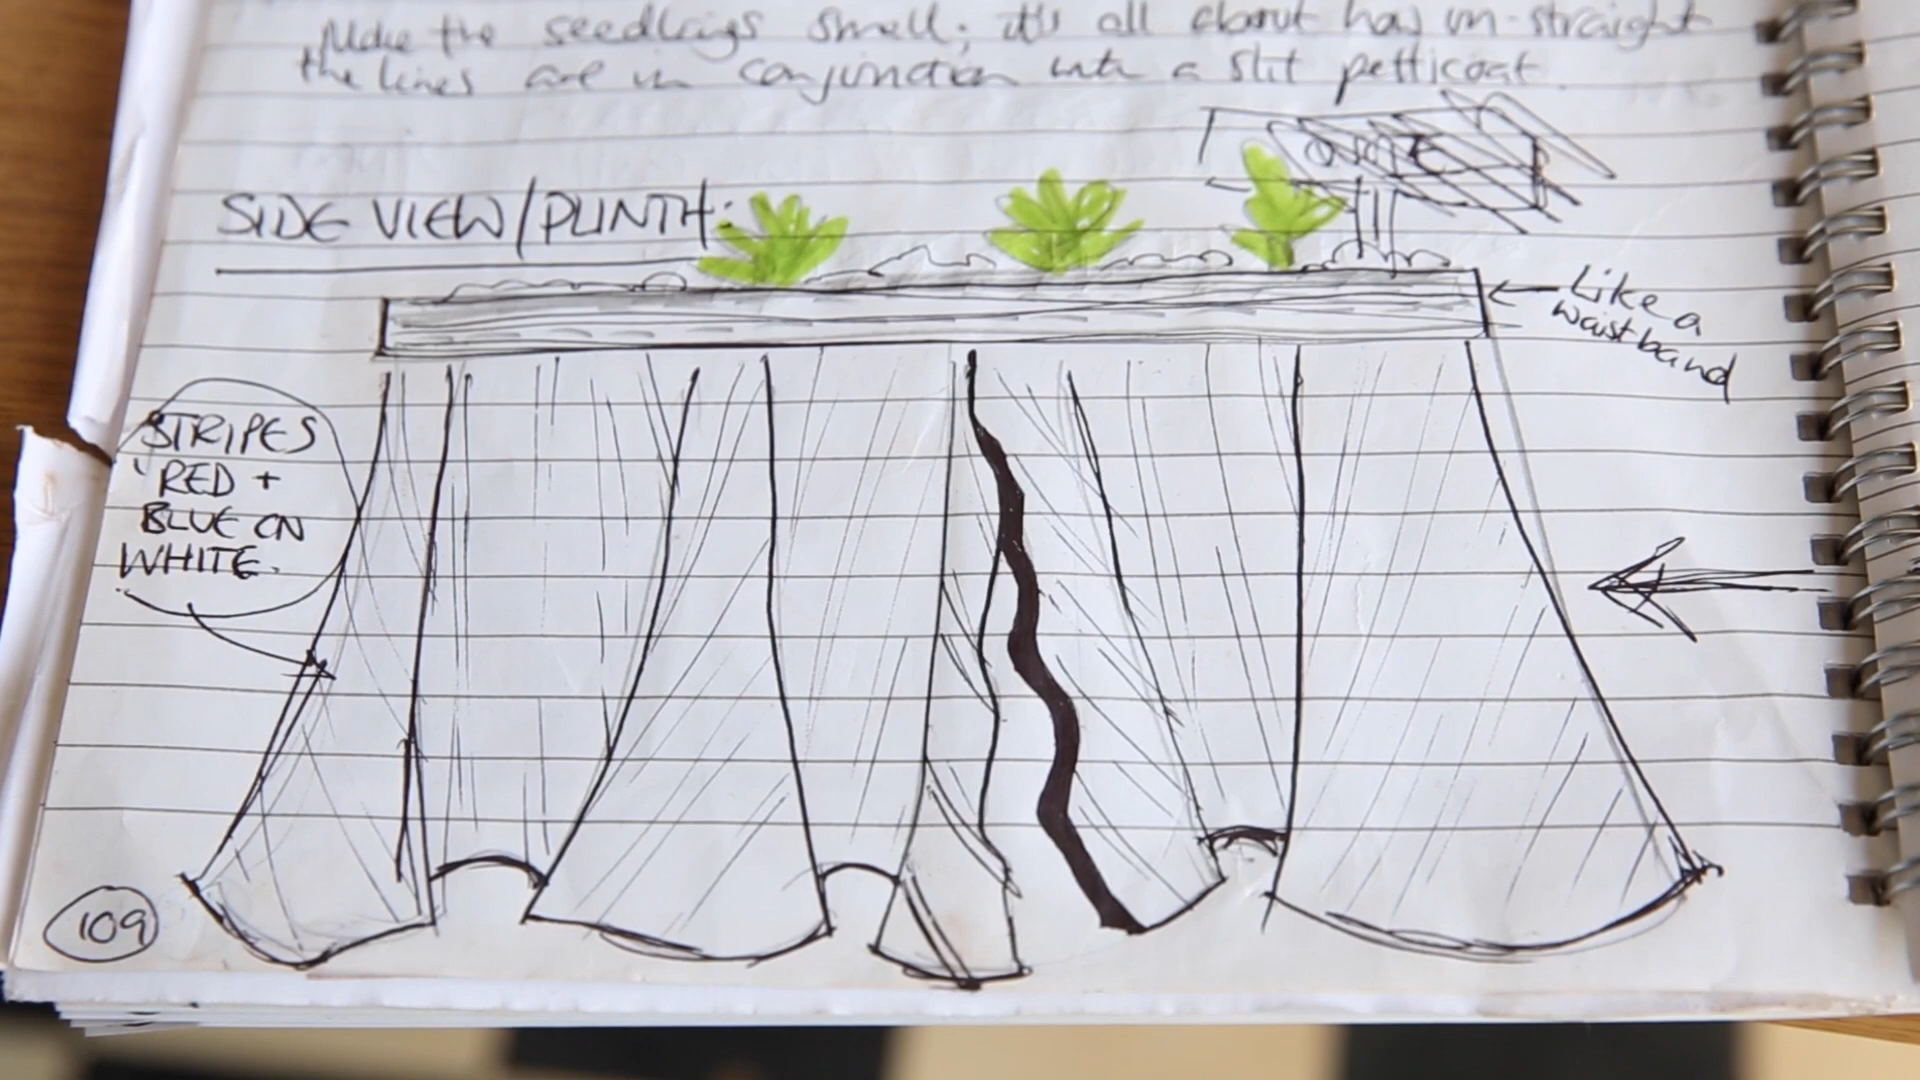 Make the seedlings small; it's all about how un-straight
the lines are in conjunction with a slit petticoat.
SIDE VIEW/PLINTH:
Like a
waistband
STRIPES
RED +
BLUE ON
WHITE.
109